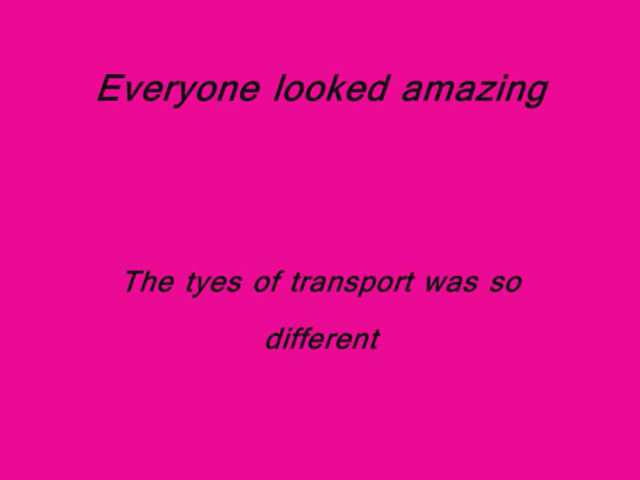 Everyone looked amazing
The tyes of transport was so
different